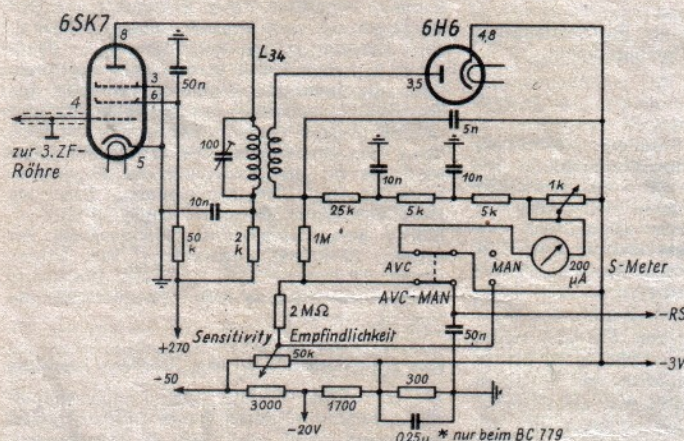 6SK7
8
50n
L34
6H6
4,8
3
6
4
3,5
5n
zur 3.ZF-
Röhre
5
100
10n
10n
1k
10n
25k
5k
5k
50
k
2
k
1M *
AVC
MAN
200
µA
S-Meter
AVC-MAN
2 MΩ
50n
-RS
+270
Sensitivity
Empfindlichkeit
50k
-50
-3V
3000
1700
300
-20V
025µ
* nur beim BC 779